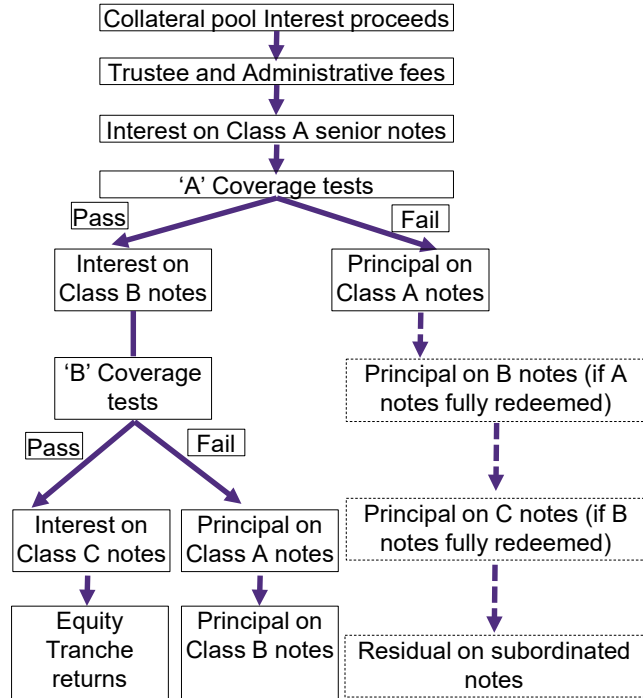 Collateral pool Interest proceeds
Trustee and Administrative fees
Interest on Class A senior notes
‘A’ Coverage tests
Pass
Fail
Interest on
Class B notes
Principal on
Class A notes
‘B’ Coverage
tests
Principal on B notes (if A
notes fully redeemed)
Pass
Fail
Interest on
Class C notes
Principal on
Class A notes
Principal on C notes (if B
notes fully redeemed)
Equity
Tranche
returns
Principal on
Class B notes
Residual on subordinated
notes